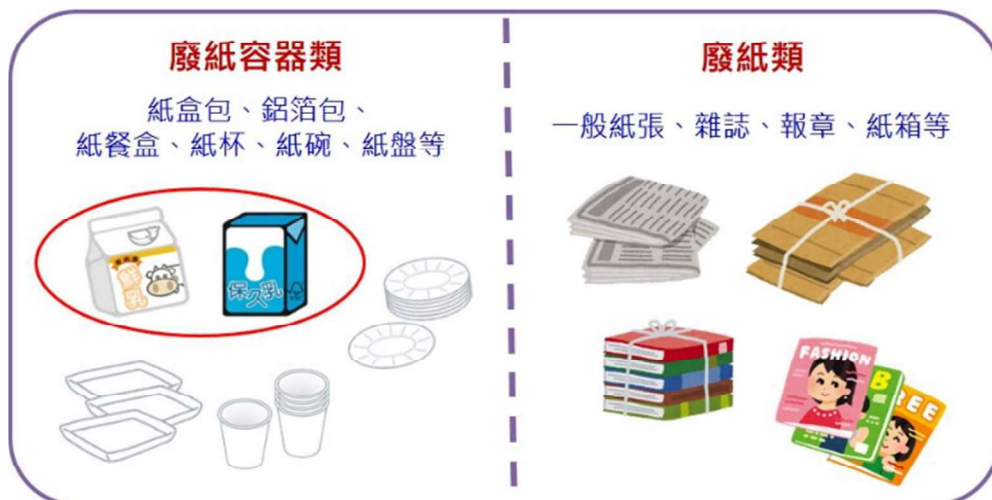 廢紙容器類
紙盒包、鋁箔包、
紙餐盒、紙杯、紙碗、紙盤等
鮮乳
保久乳
廢紙類
一般紙張、雜誌、報章、紙箱等
FASHION
B
REE